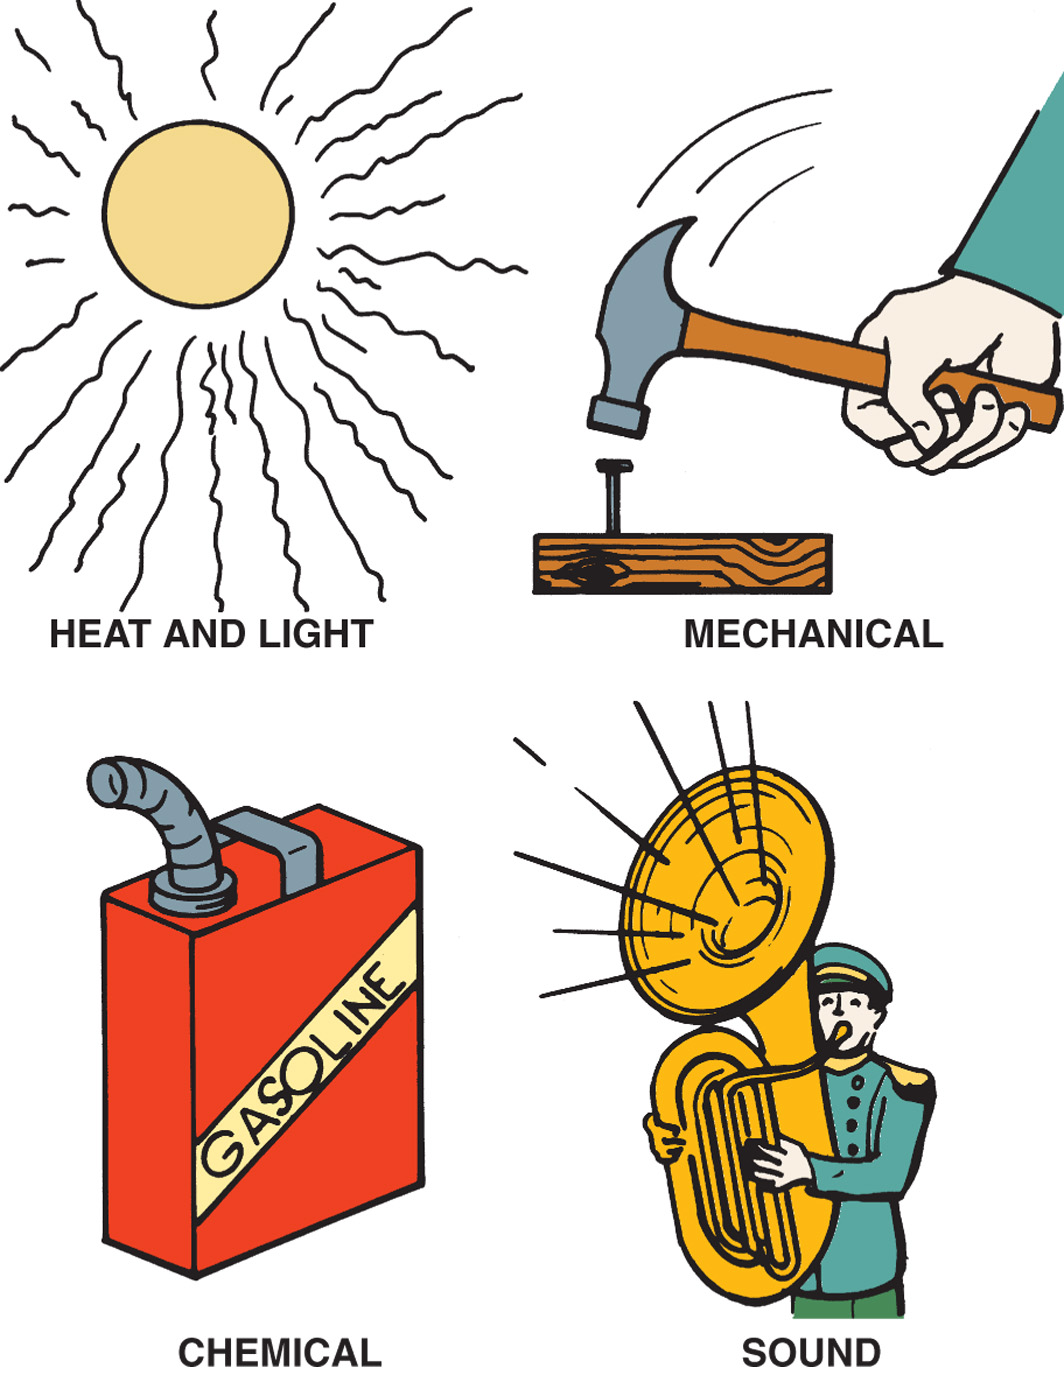 HEAT AND LIGHT
MECHANICAL
GASOLINE
CHEMICAL
SOUND